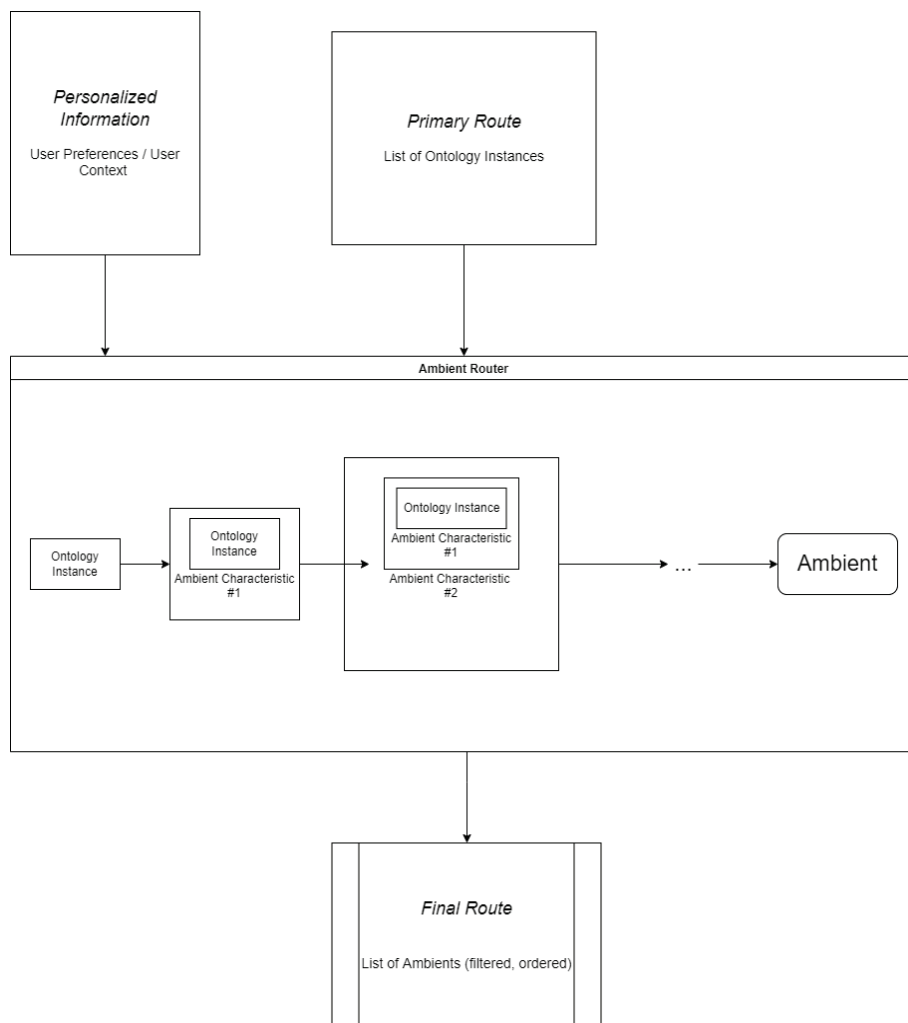 Personalized
Information
User Preferences / User
Context
Primary Route
List of Ontology Instances
Ambient Router
Ontology
Instance
Ontology
Instance
Ambient Characteristic
#1
Ontology Instance
Ambient Characteristic
#1
Ambient Characteristic
#2
...
Ambient
Final Route
List of Ambients (filtered, ordered)